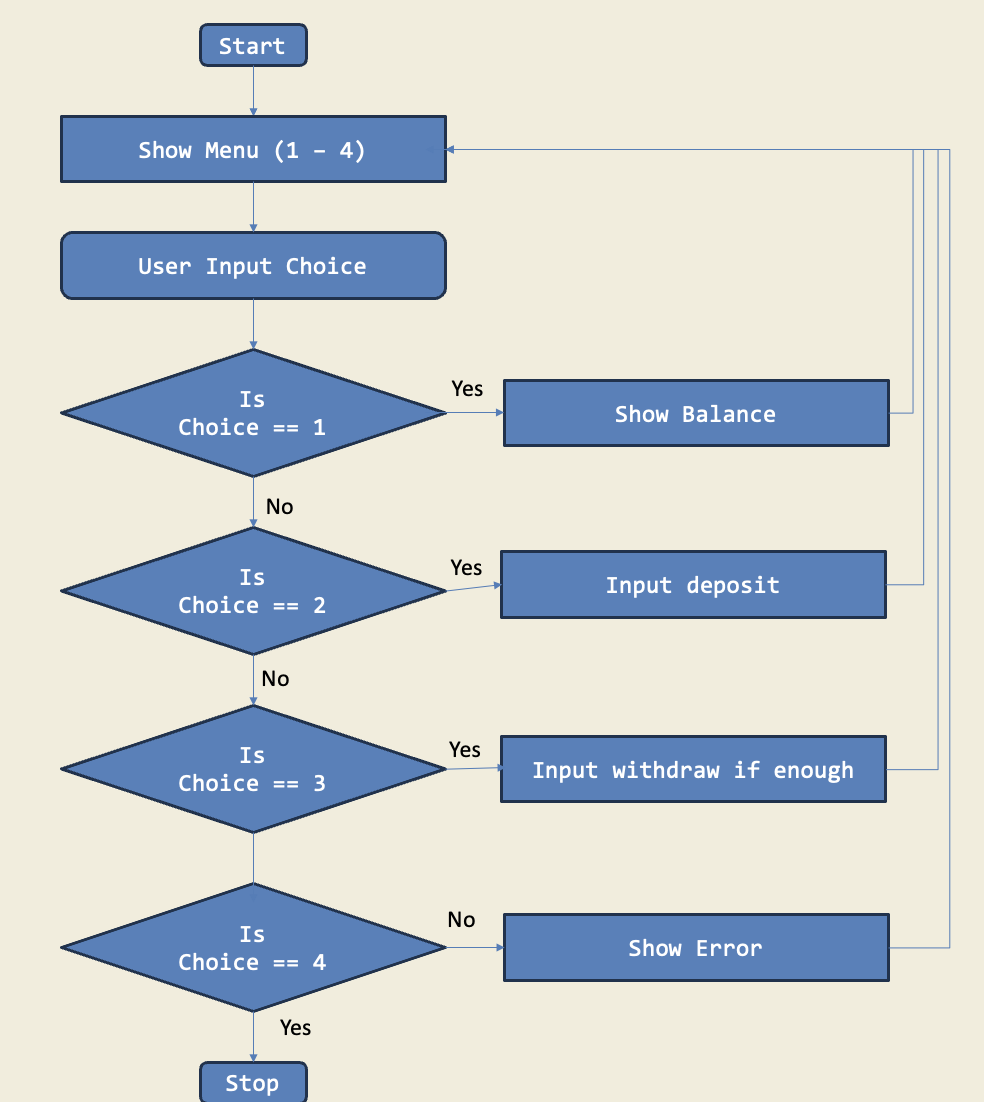 Start
Show Menu (1 – 4)
User Input Choice
Is
Choice == 1
Yes
Show Balance
No
Is
Choice == 2
Yes
Input deposit
No
Is
Choice == 3
Yes
Input withdraw if enough
Is
Choice == 4
No
Show Error
Yes
Stop